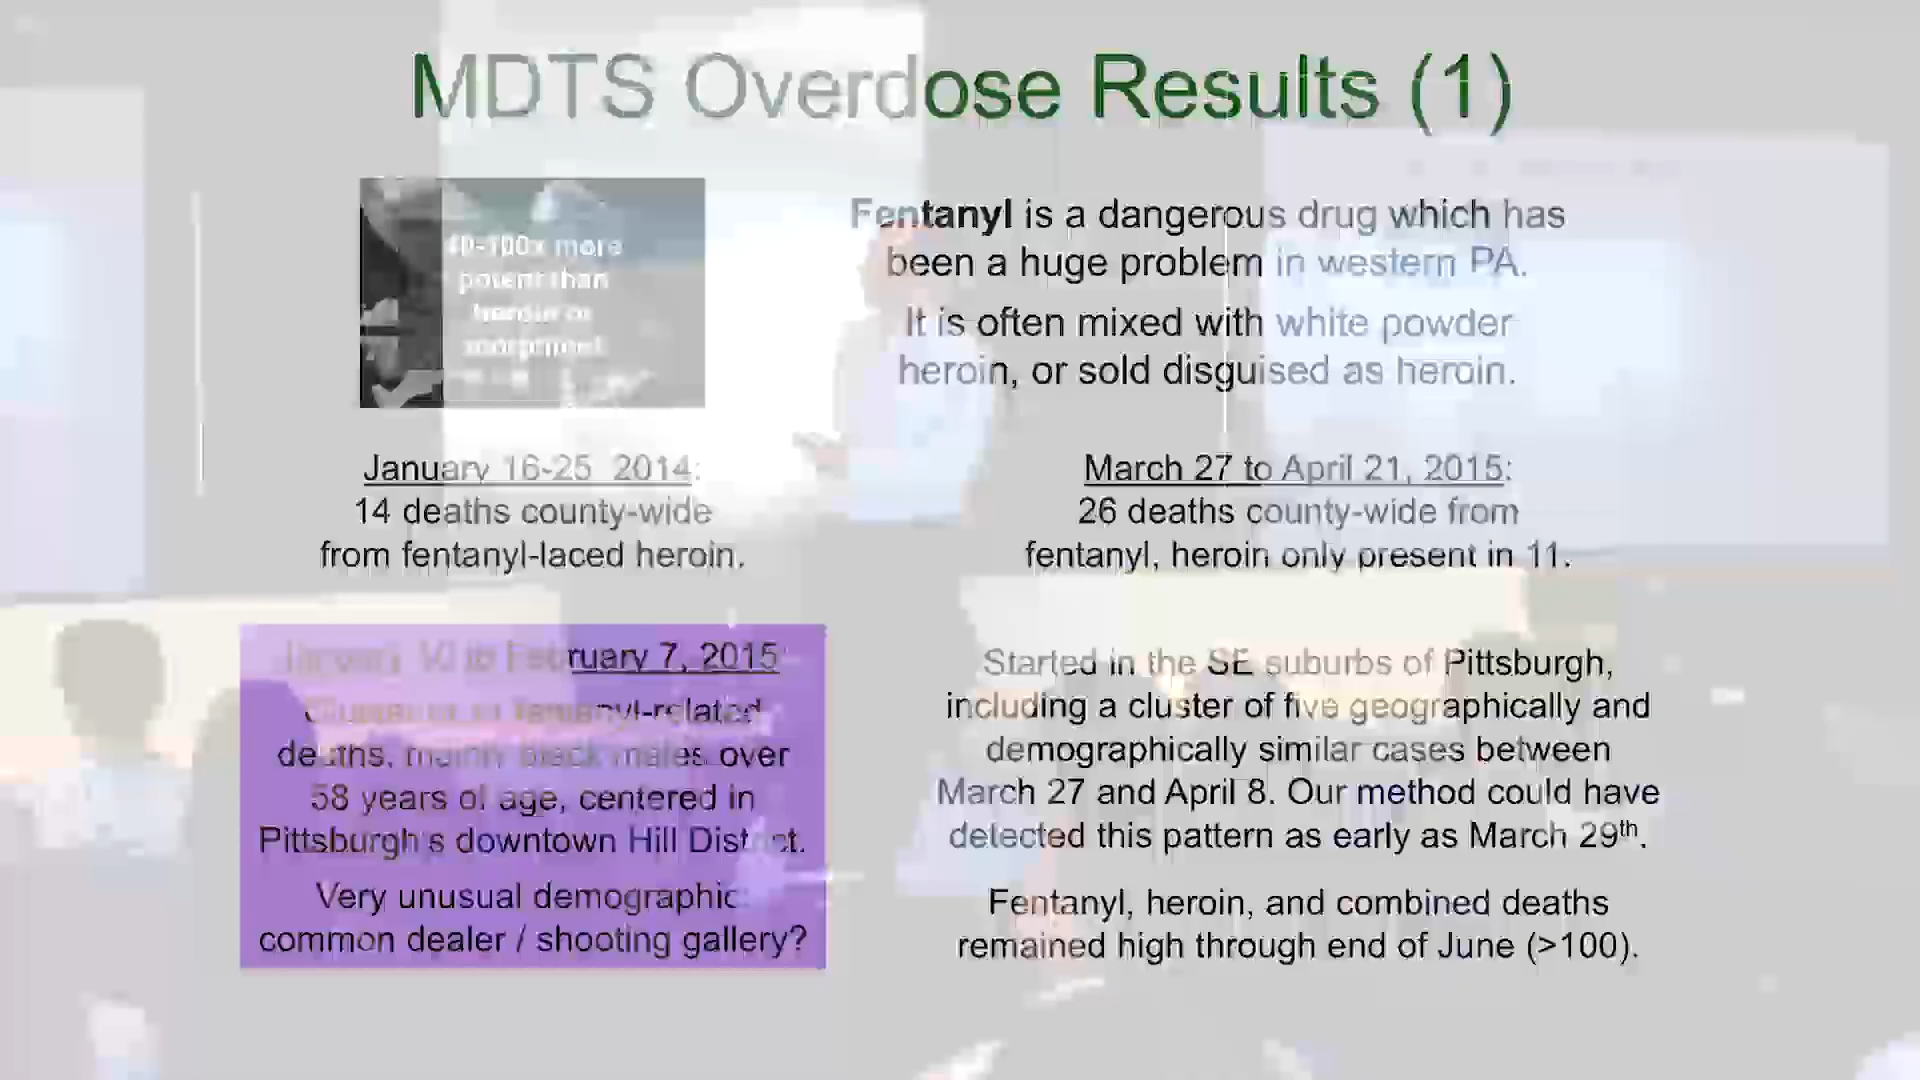 MDTS Overdose Results (1)
40-100x more
potent than
heroin or
Fentanyl is a dangerous drug which has
been a huge problem in western PA.
It is often mixed with white powder
heroin, or sold disguised as heroin.
January 16-25 2014:
14 deaths county-wide
from fentanyl-laced heroin.
March 27 to April 21, 2015:
26 deaths county-wide from
fentanyl, heroin only present in 11.
January 10 to February 7, 2015
fentanyl-related
deaths, mainly black males over
58 years of age, centered in
Pittsburgh's downtown Hill District.
Very unusual demographic
common dealer / shooting gallery?
Started in the SE suburbs of Pittsburgh,
including a cluster of five geographically and
demographically similar cases between
March 27 and April 8. Our method could have
detected this pattern as early as March 29th.
Fentanyl, heroin, and combined deaths
remained high through end of June (>100).